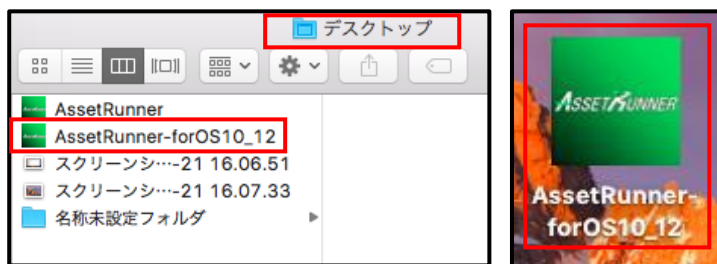 デスクトップ
AssetRunner
AssetRunner-forOS10_12
スクリーンシ…-21 16.06.51
スクリーンシ…-21 16.07.33
名称未設定フォルダ
ASSETRUNNER
AssetRunner-
forOS10_12